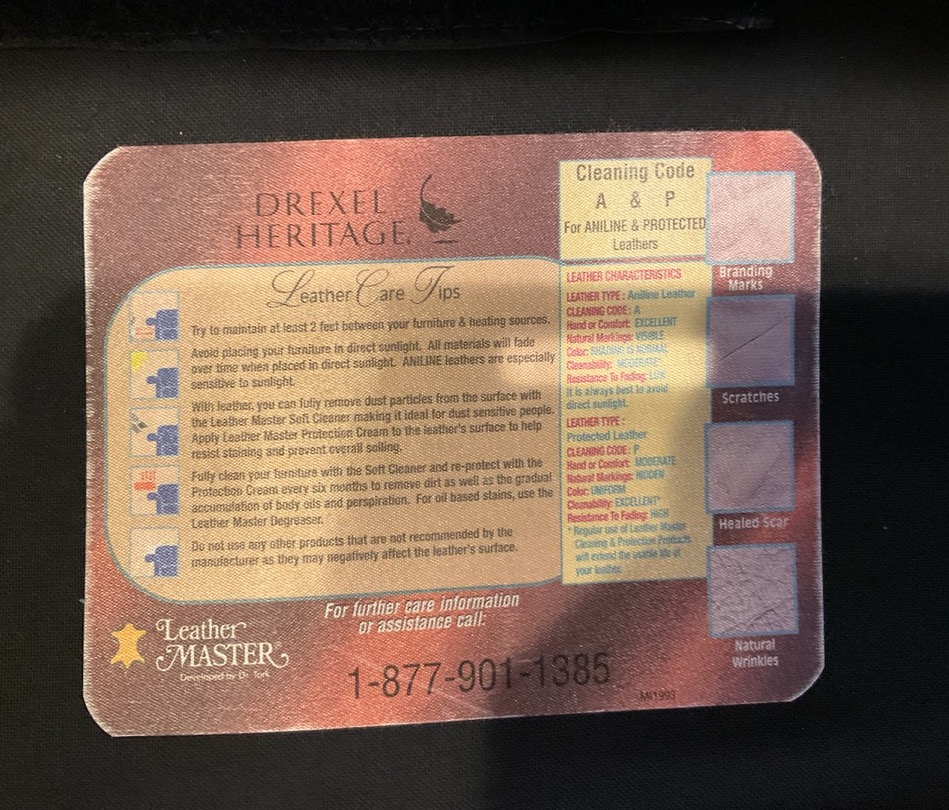 DREXEL
HERITAGE®
Leather Care Tips
Try to maintain at least 2 feet between your furniture & heating sources.
Avoid placing your furniture in direct sunlight. All materials will fade
over time when placed in direct sunlight. ANILINE leathers are especially
sensitive to sunlight.
With leather, you can fully remove dust particles from the surface with
the Leather Master Soft Cleaner making it ideal for dust sensitive people.
Apply Leather Master Protection Cream to the leather's surface to help
resist staining and prevent overall soiling.
Fully clean your furniture with the Soft Cleaner and re-protect with the
Protection Cream every six months to remove dirt as well as the gradual
accumulation of body oils and perspiration. For oil based stains, use the
Leather Master Degreaser.
Do not use any other products that are not recommended by the
manufacturer as they may negatively affect the leather's surface.
Leather
MASTER
Developed by Dr. Tork
For further care information
or assistance call:
1-877-901-1385
MI1993
Cleaning Code
A & P
For ANILINE & PROTECTED
Leathers
LEATHER CHARACTERISTICS
LEATHER TYPE : Aniline Leather
CLEANING CODE : A
Hand or Comfort: EXCELLENT
Natural Markings: VISIBLE
Color: SHADING IS NORMAL
Cleanability: MODERATE*
Resistance To Fading: LOW
It is always best to avoid
direct sunlight.
LEATHER TYPE :
Protected Leather
CLEANING CODE : P
Hand or Comfort: MODERATE
Natural Markings: HIDDEN
Color: UNIFORM
Cleanability: EXCELLENT*
Resistance To Fading: HIGH
* Regular use of Leather Master
Cleaning & Protection Products
will extend the usable life of
your leather.
Branding
Marks
Scratches
Healed Scar
Natural
Wrinkles